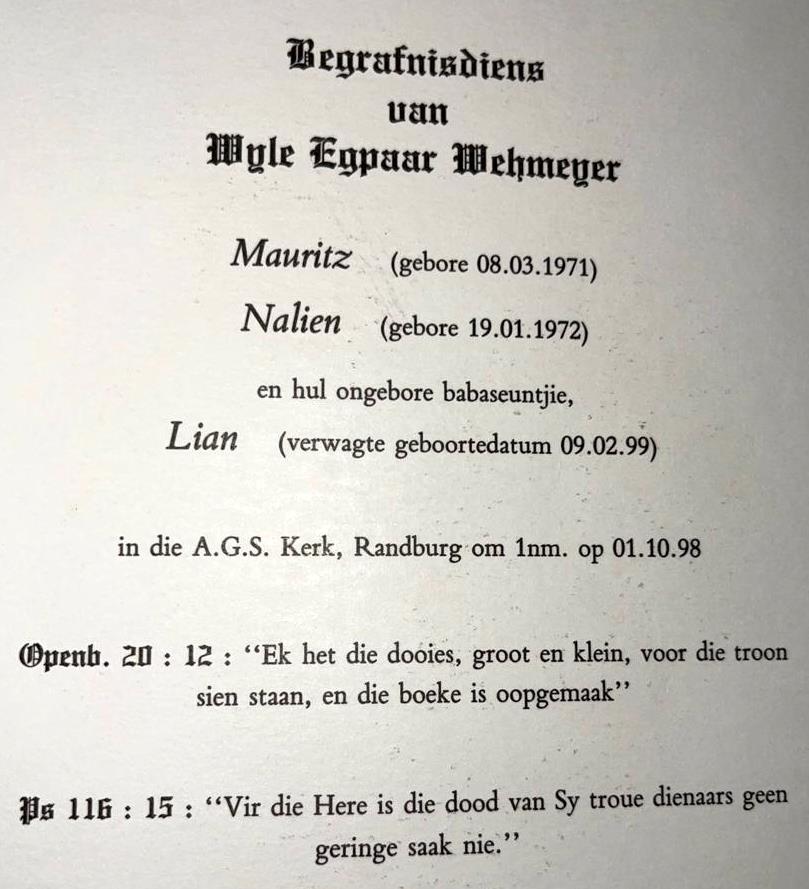 Begrafnisdiens
van
Wyle Egpaar Wehmeyer
Mauritz (gebore 08.03.1971)
Nalien (gebore 19.01.1972)
en hul ongebore babaseuntjie,
Lian (verwagte geboortedatum 09.02.99)
in die A.G.S. Kerk, Randburg om 1nm. op 01.10.98
Openb. 20 : 12 : “Ek het die dooies, groot en klein, voor die troon
sien staan, en die boeke is oopgemaak”
Ps 116 : 15 : “Vir die Here is die dood van Sy troue dienaars geen
geringe saak nie.”